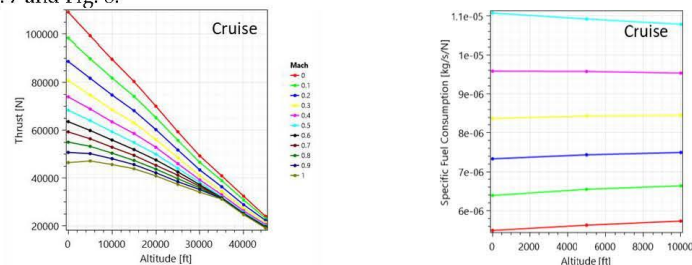 . 7 and Fig. 8.
Cruise
Thrust [N]
100000
80000
60000
40000
20000
0
10000
20000
30000
40000
Altitude [ft]
Mach
0
0.1
0.2
0.3
0.4
0.5
0.6
0.7
0.8
0.9
1
Cruise
Specific Fuel Consumption [kg/s/N]
1.1e-05
1e-05
9e-06
8e-06
7e-06
6e-06
0
2000
4000
6000
8000
10000
Altitude [ft]